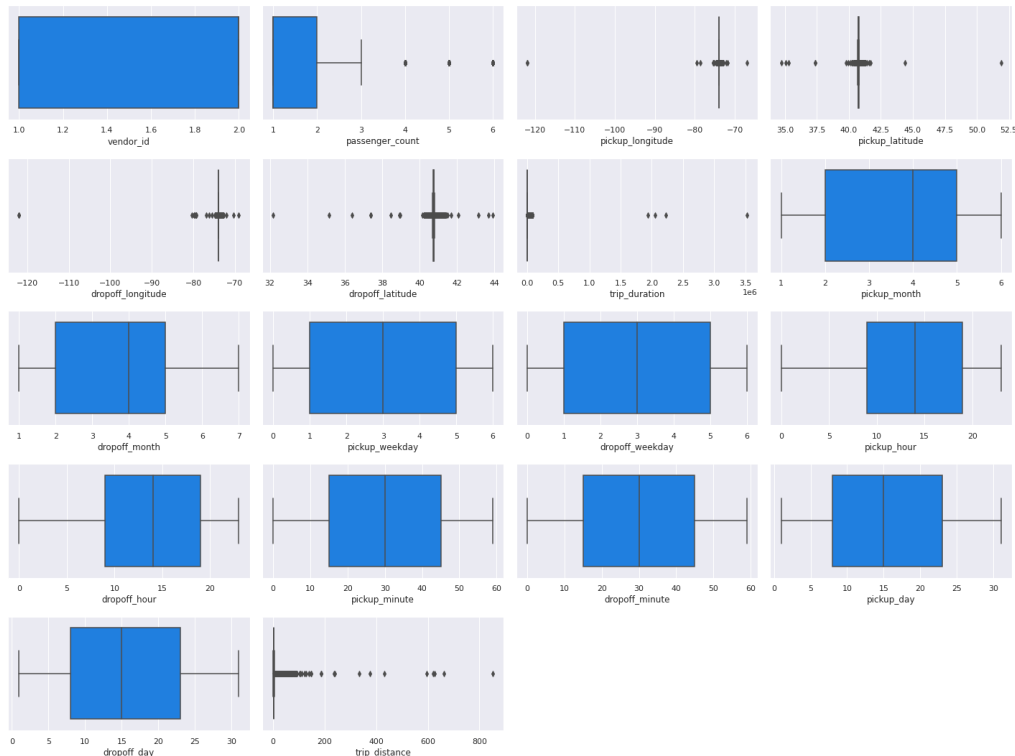 1.0 1.2 1.4 1.6 1.8 2.0
vendor_id
1 2 3 4 5 6
passenger_count
−120 −110 −100 −90 −80 −70
pickup_longitude
35.0 37.5 40.0 42.5 45.0 47.5 50.0 52.5
pickup_latitude
−120 −110 −100 −90 −80 −70
dropoff_longitude
32 34 36 38 40 42 44
dropoff_latitude
0.0 0.5 1.0 1.5 2.0 2.5 3.0 3.5
trip_duration 1e6
1 2 3 4 5 6
pickup_month
1 2 3 4 5 6 7
dropoff_month
0 1 2 3 4 5 6
pickup_weekday
0 1 2 3 4 5 6
dropoff_weekday
0 10 20
pickup_hour
0 5 10 15 20
dropoff_hour
0 10 20 30 40 50 60
pickup_minute
0 10 20 30 40 50 60
dropoff_minute
0 5 10 15 20 25 30
pickup_day
0 5 10 15 20 25 30
dropoff_day
0 200 400 600 800
trip_distance